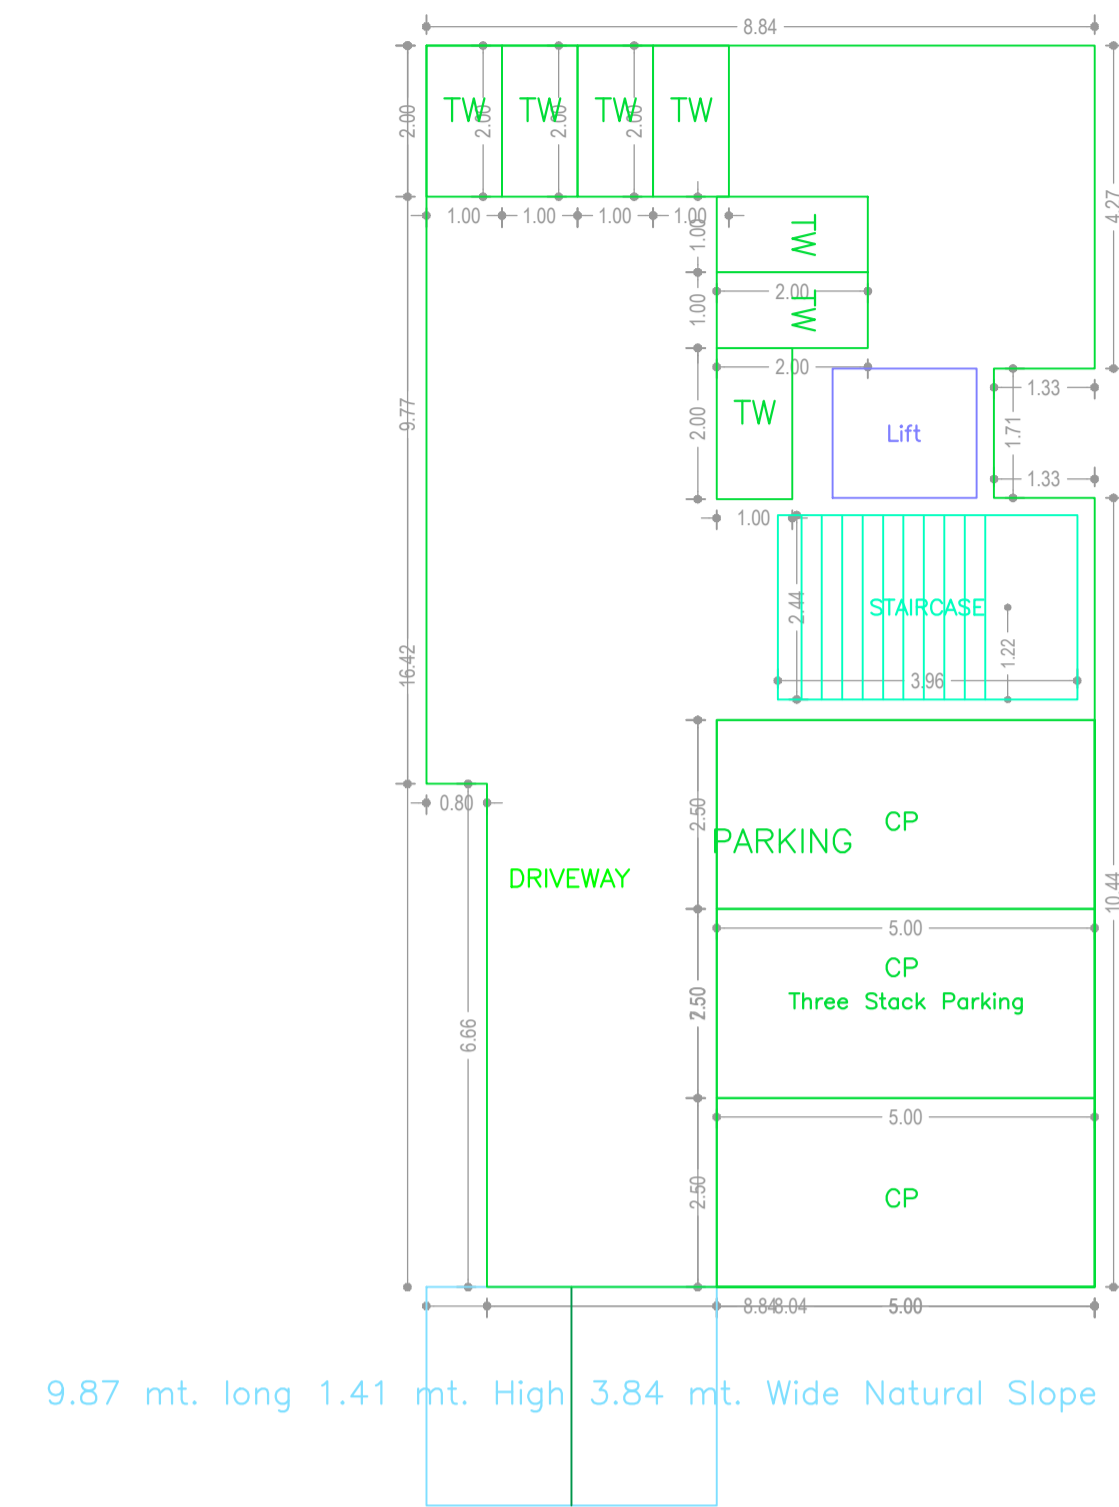 8.84
TW TW TW TW
2.00 2.00 2.00 2.00
4.27
1.00 1.00 1.00 1.00
1.00
TW
2.00
1.00
TW
2.00
1.33
TW
2.00
Lift
1.71
9.77
1.33
1.00
STAIRCASE
2.44
1.22
3.96
16.42
0.80
2.50
CP
PARKING
DRIVEWAY
10.44
5.00
CP
Three Stack Parking
2.50
6.66
5.00
2.50
CP
8.84 8.04 5.00
9.87 mt. long 1.41 mt. High 3.84 mt. Wide Natural Slope